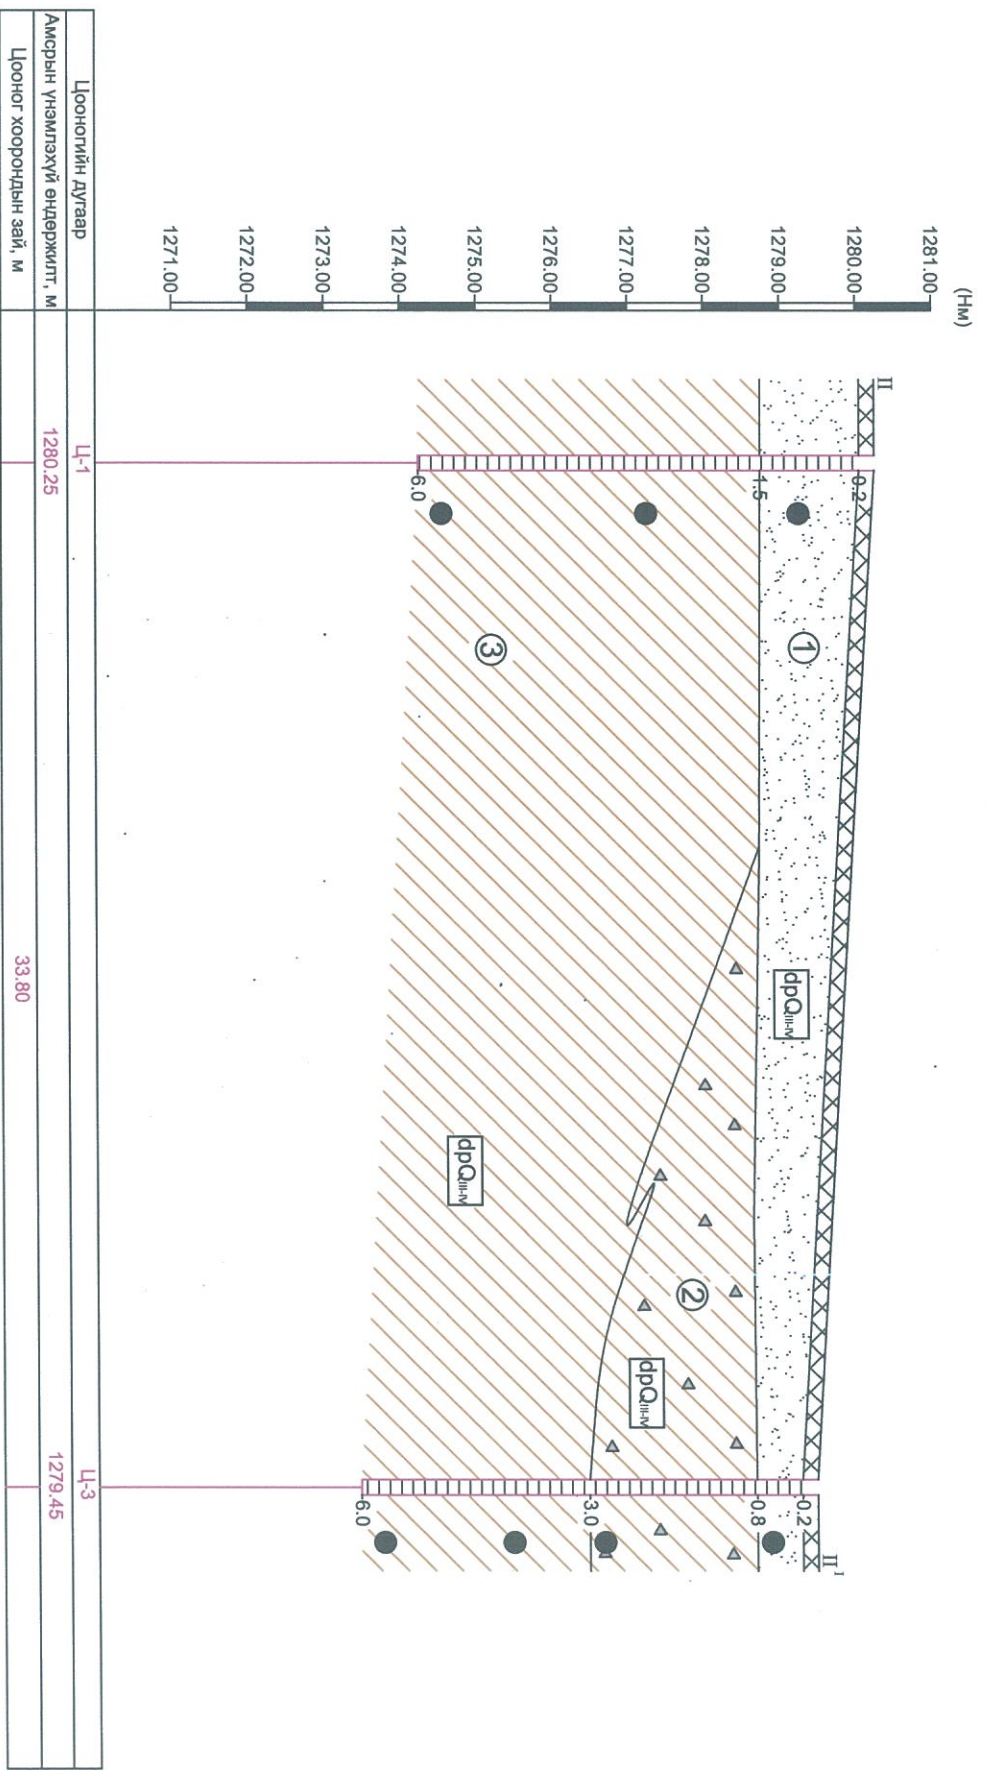 (Нм)
1281.00
1280.00
1279.00
1278.00
1277.00
1276.00
1275.00
1274.00
1273.00
1272.00
1271.00
II
II¹
0.2
1.5
6.0
0.2
0.8
3.0
6.0
①
dpQIII-IV
②
dpQIII-IV
③
dpQIII-IV
Цооногийн дугаар Ц-1 Ц-3
Амсрын үнэмлэхүй өндөржилт, м 1280.25 1279.45
Цооног хоорондын зай, м 33.80